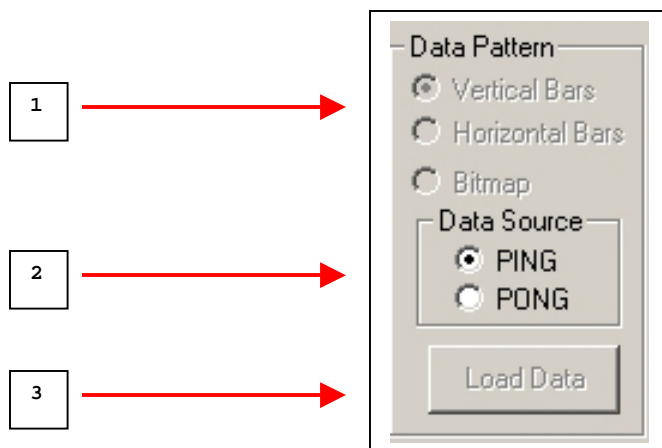 Data Pattern
1
Vertical Bars
Horizontal Bars
Bitmap
Data Source
2
PING
PONG
3
Load Data